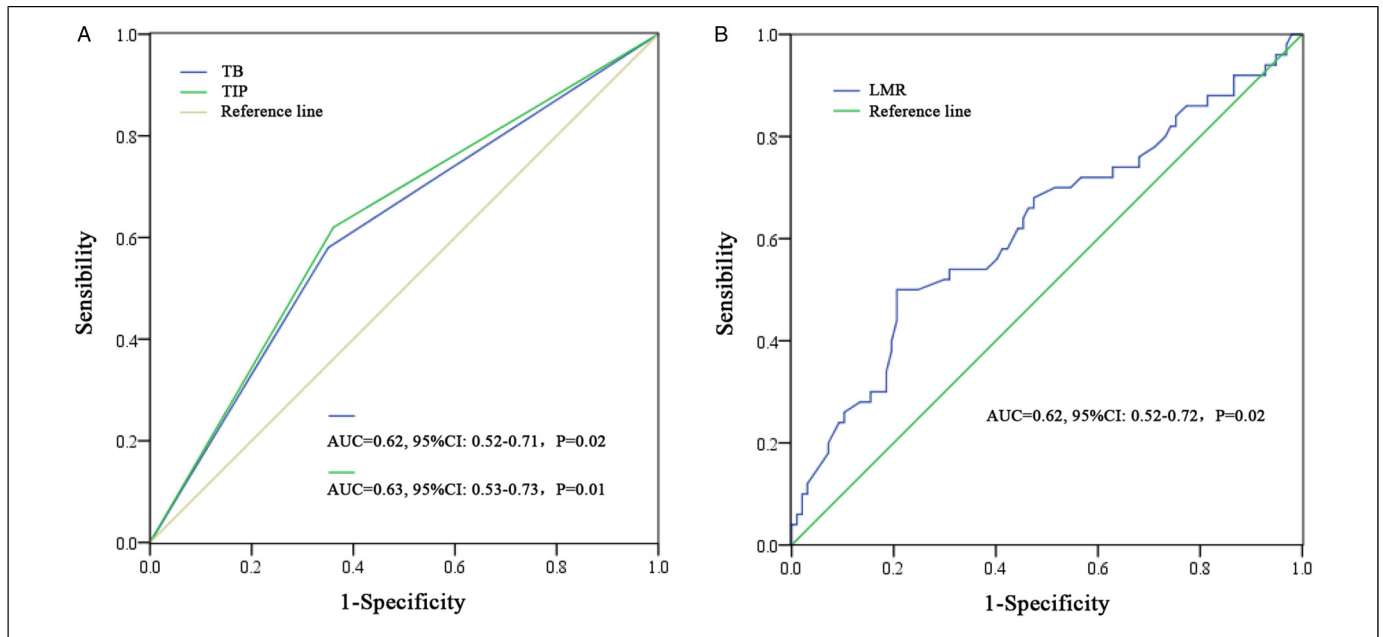 A
1.0
0.8
0.6
0.4
0.2
0.0
Sensibility
TB
TIP
Reference line
AUC=0.62, 95%CI: 0.52-0.71，P=0.02
AUC=0.63, 95%CI: 0.53-0.73，P=0.01
0.0 0.2 0.4 0.6 0.8 1.0
1-Specificity
B
1.0
0.8
0.6
0.4
0.2
0.0
Sensibility
LMR
Reference line
AUC=0.62, 95%CI: 0.52-0.72，P=0.02
0.0 0.2 0.4 0.6 0.8 1.0
1-Specificity